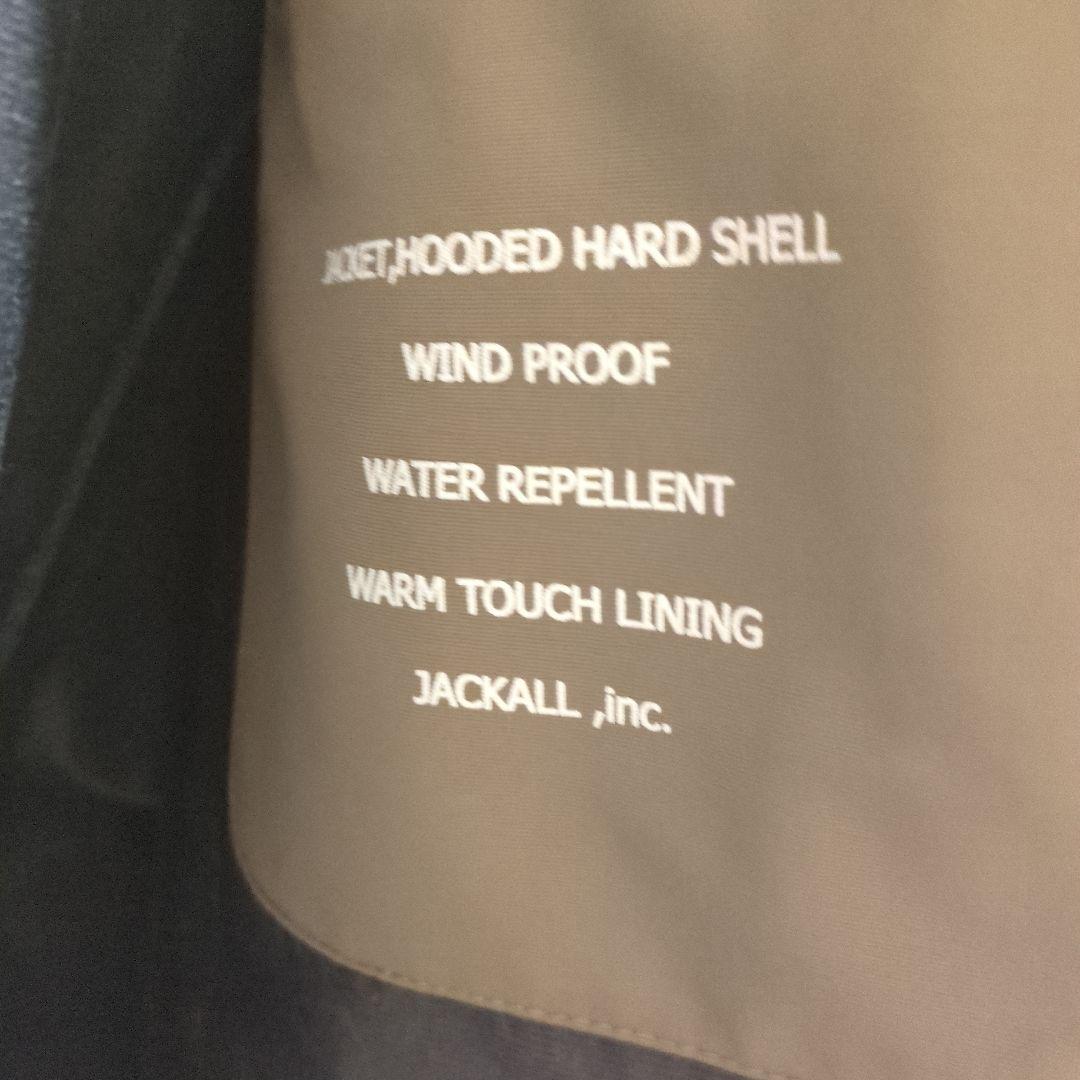 JACKET,HOODED HARD SHELL
WIND PROOF
WATER REPELLENT
WARM TOUCH LINING
JACKALL ,inc.